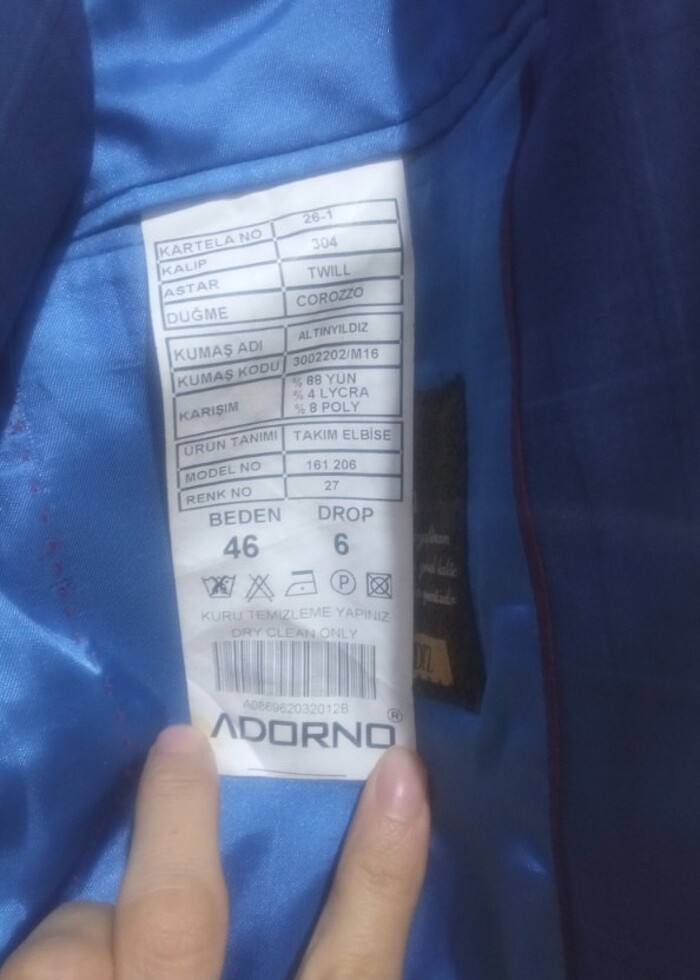 KARTELA NO 26-1
KALIP 304
ASTAR TWILL
DUĞME COROZZO
KUMAŞ ADI ALTINYILDIZ
KUMAŞ KODU 3002202/M16
KARIŞIM % 88 YÜN
% 4 LYCRA
% 8 POLY
ÜRÜN TANIMI TAKIM ELBİSE
MODEL NO 161 206
RENK NO 27
BEDEN DROP
46 6
P
KURU TEMİZLEME YAPINIZ
DRY CLEAN ONLY
ADORNO®